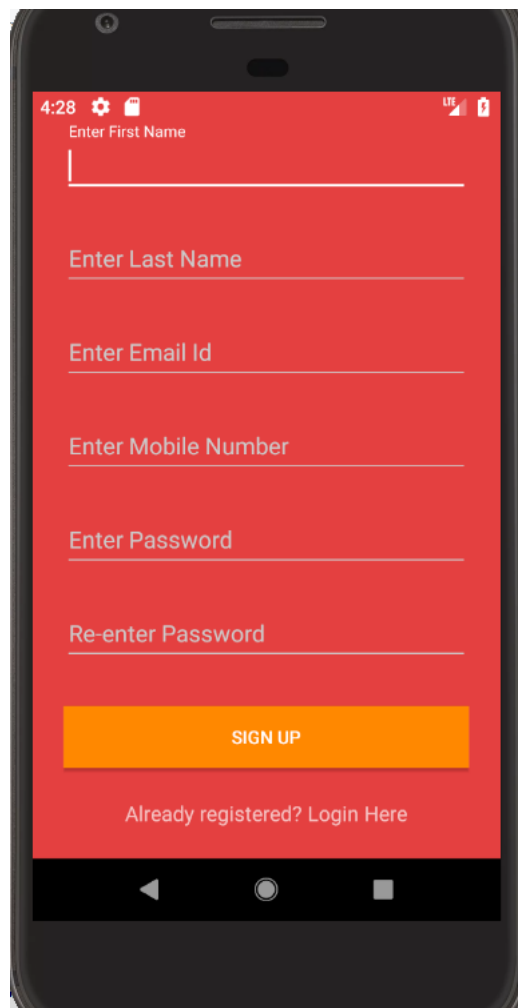 4:28 LTE
Enter First Name
Enter Last Name
Enter Email Id
Enter Mobile Number
Enter Password
Re-enter Password
SIGN UP
Already registered? Login Here